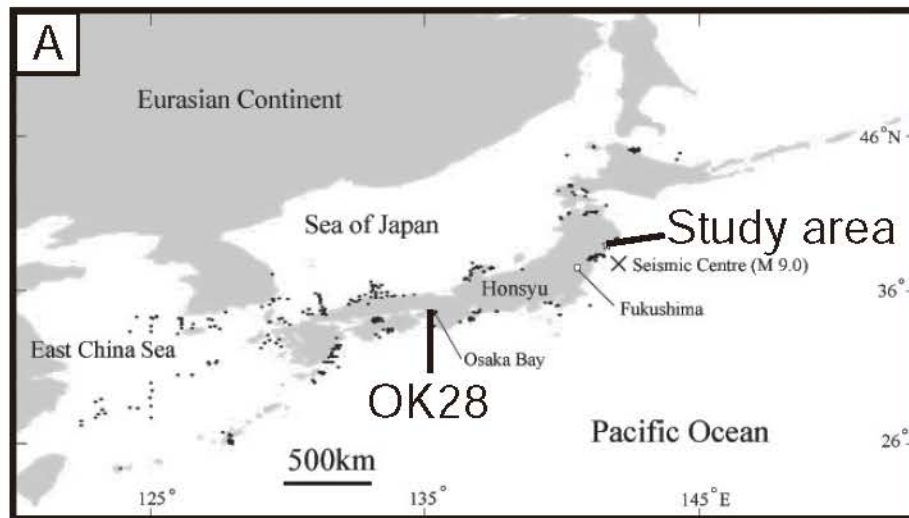 A
Eurasian Continent
46°N
Sea of Japan
Study area
Seismic Centre (M 9.0)
Honsyu
36°
Fukushima
East China Sea
Osaka Bay
OK28
Pacific Ocean
26°
500km
125°
135°
145°